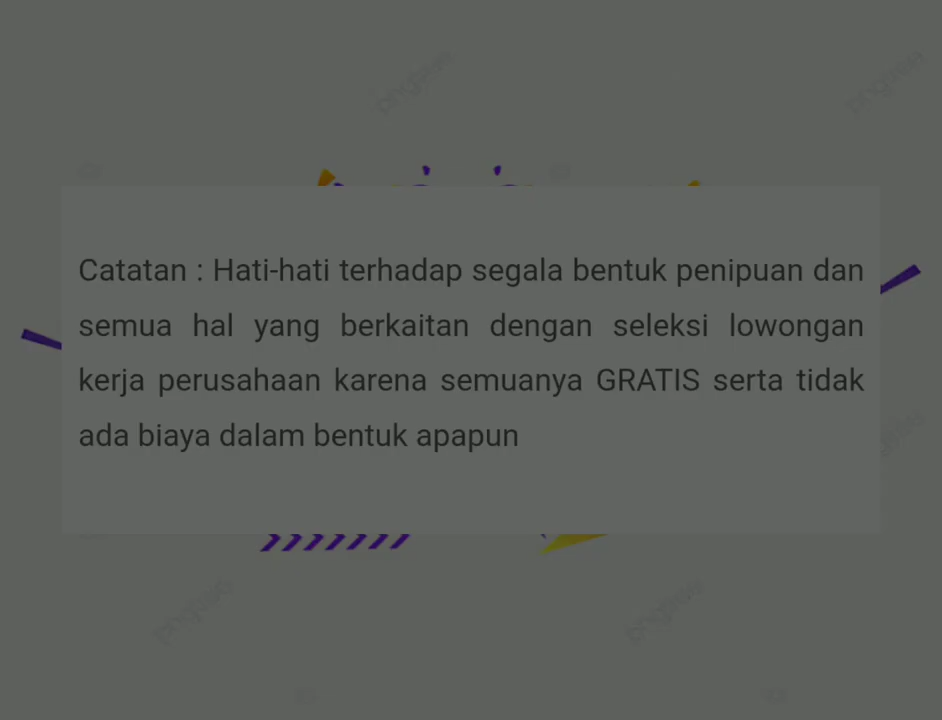 Catatan : Hati-hati terhadap segala bentuk penipuan dan
semua hal yang berkaitan dengan seleksi lowongan
kerja perusahaan karena semuanya GRATIS serta tidak
ada biaya dalam bentuk apapun